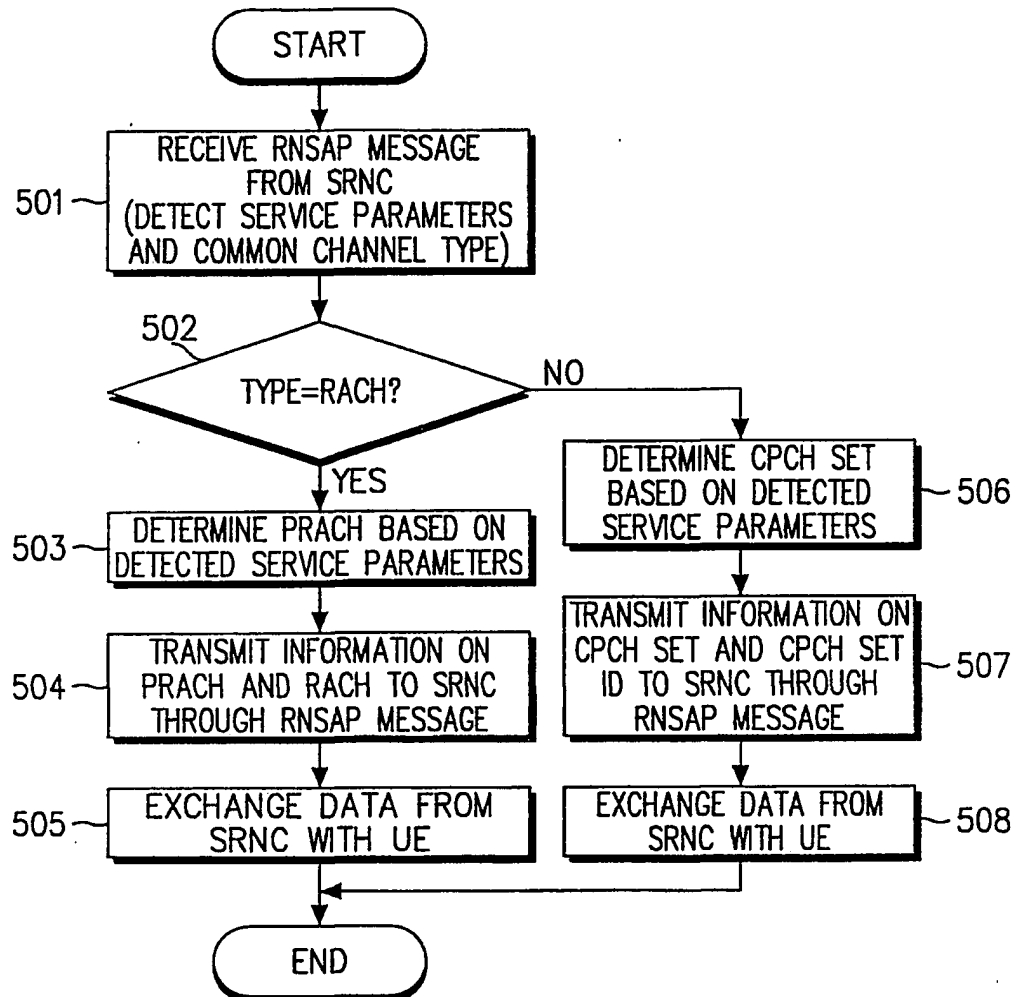 START
501
RECEIVE RNSAP MESSAGE
FROM SRNC
(DETECT SERVICE PARAMETERS
AND COMMON CHANNEL TYPE)
502
TYPE=RACH?
NO
YES
503
DETERMINE PRACH BASED ON
DETECTED SERVICE PARAMETERS
504
TRANSMIT INFORMATION ON
PRACH AND RACH TO SRNC
THROUGH RNSAP MESSAGE
505
EXCHANGE DATA FROM
SRNC WITH UE
DETERMINE CPCH SET
BASED ON DETECTED
SERVICE PARAMETERS
506
TRANSMIT INFORMATION ON
CPCH SET AND CPCH SET
ID TO SRNC THROUGH
RNSAP MESSAGE
507
EXCHANGE DATA FROM
SRNC WITH UE
508
END